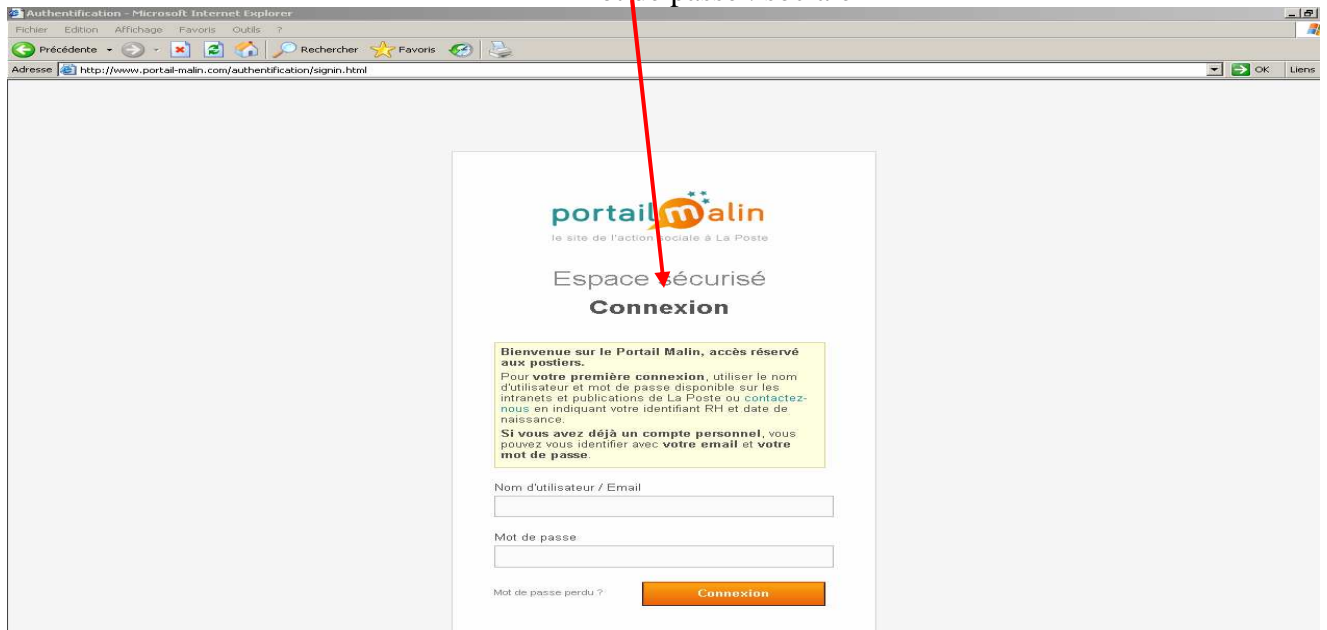 Authentification - Microsoft Internet Explorer
Fichier Edition Affichage Favoris Outils ?
Précédente Rechercher Favoris
Adresse http://www.portail-malin.com/authentification/signin.html OK Liens
portail malin
le site de l'action sociale à La Poste
Espace sécurisé
Connexion
Bienvenue sur le Portail Malin, accès réservé
aux postiers.
Pour votre première connexion, utiliser le nom
d'utilisateur et mot de passe disponible sur les
intranets et publications de La Poste ou contactez-
nous en indiquant votre identifiant RH et date de
naissance.
Si vous avez déjà un compte personnel, vous
pouvez vous identifier avec votre email et votre
mot de passe.
Nom d'utilisateur / Email
Mot de passe
Mot de passe perdu ? Connexion